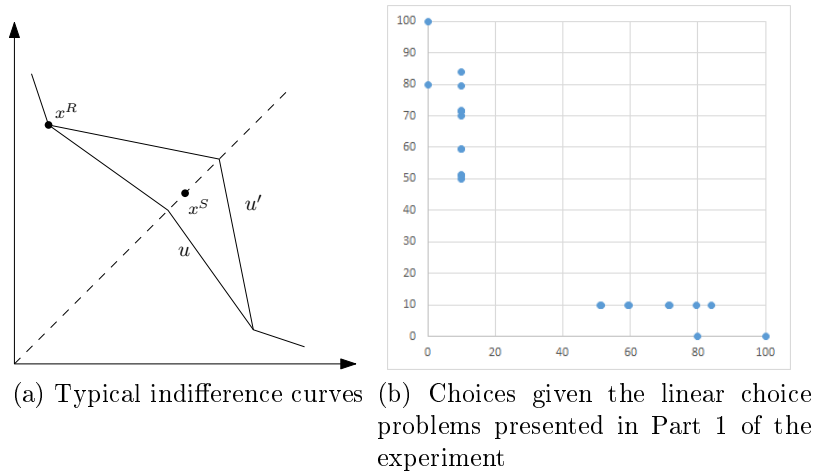 x^R
x^S
u'
u
100
90
80
70
60
50
40
30
20
10
0
0 20 40 60 80 100
(a) Typical indifference curves
(b) Choices given the linear choice
problems presented in Part 1 of the
experiment